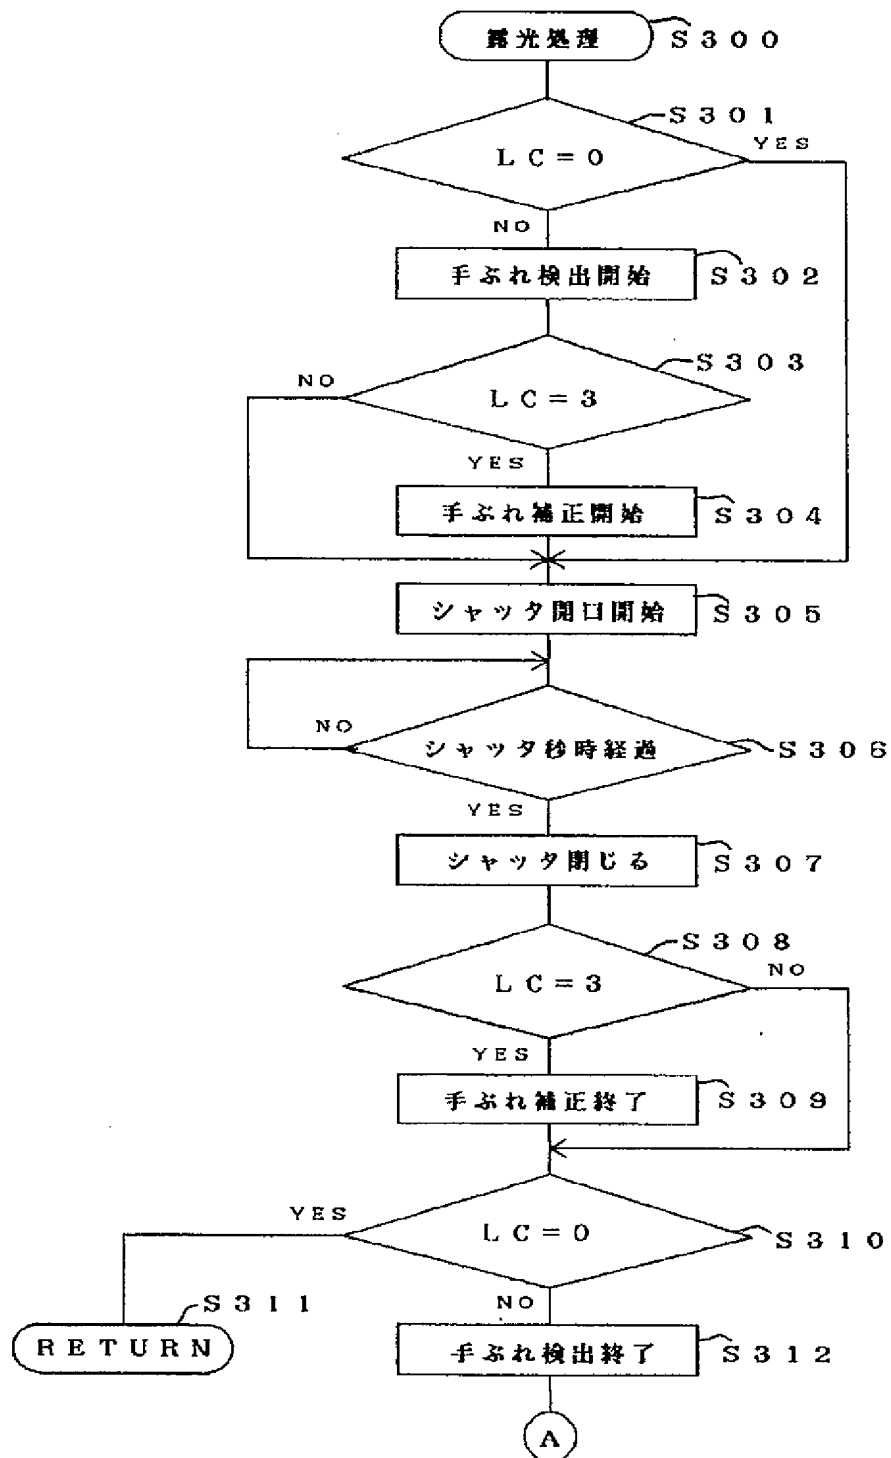 露光処理 S300
S301
LC=0
YES
NO
手ぶれ検出開始 S302
S303
NO
LC=3
YES
手ぶれ補正開始 S304
シャッタ開口開始 S305
NO
シャッタ秒時経過 S306
YES
シャッタ閉じる S307
S308
LC=3
NO
YES
手ぶれ補正終了 S309
YES
LC=0 S310
S311
NO
RETURN
手ぶれ検出終了 S312
A